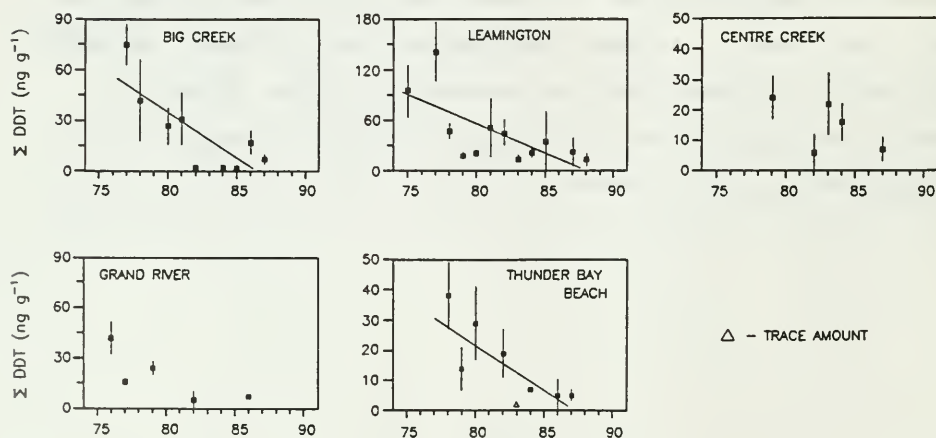 Σ DDT (ng g⁻¹)
90
60
30
0
BIG CREEK
75 80 85 90
180
120
60
0
LEAMINGTON
75 80 85 90
50
40
30
20
10
0
CENTRE CREEK
75 80 85 90
Σ DDT (ng g⁻¹)
90
60
30
0
GRAND RIVER
75 80 85 90
50
40
30
20
10
0
THUNDER BAY
BEACH
75 80 85 90
△ – TRACE AMOUNT